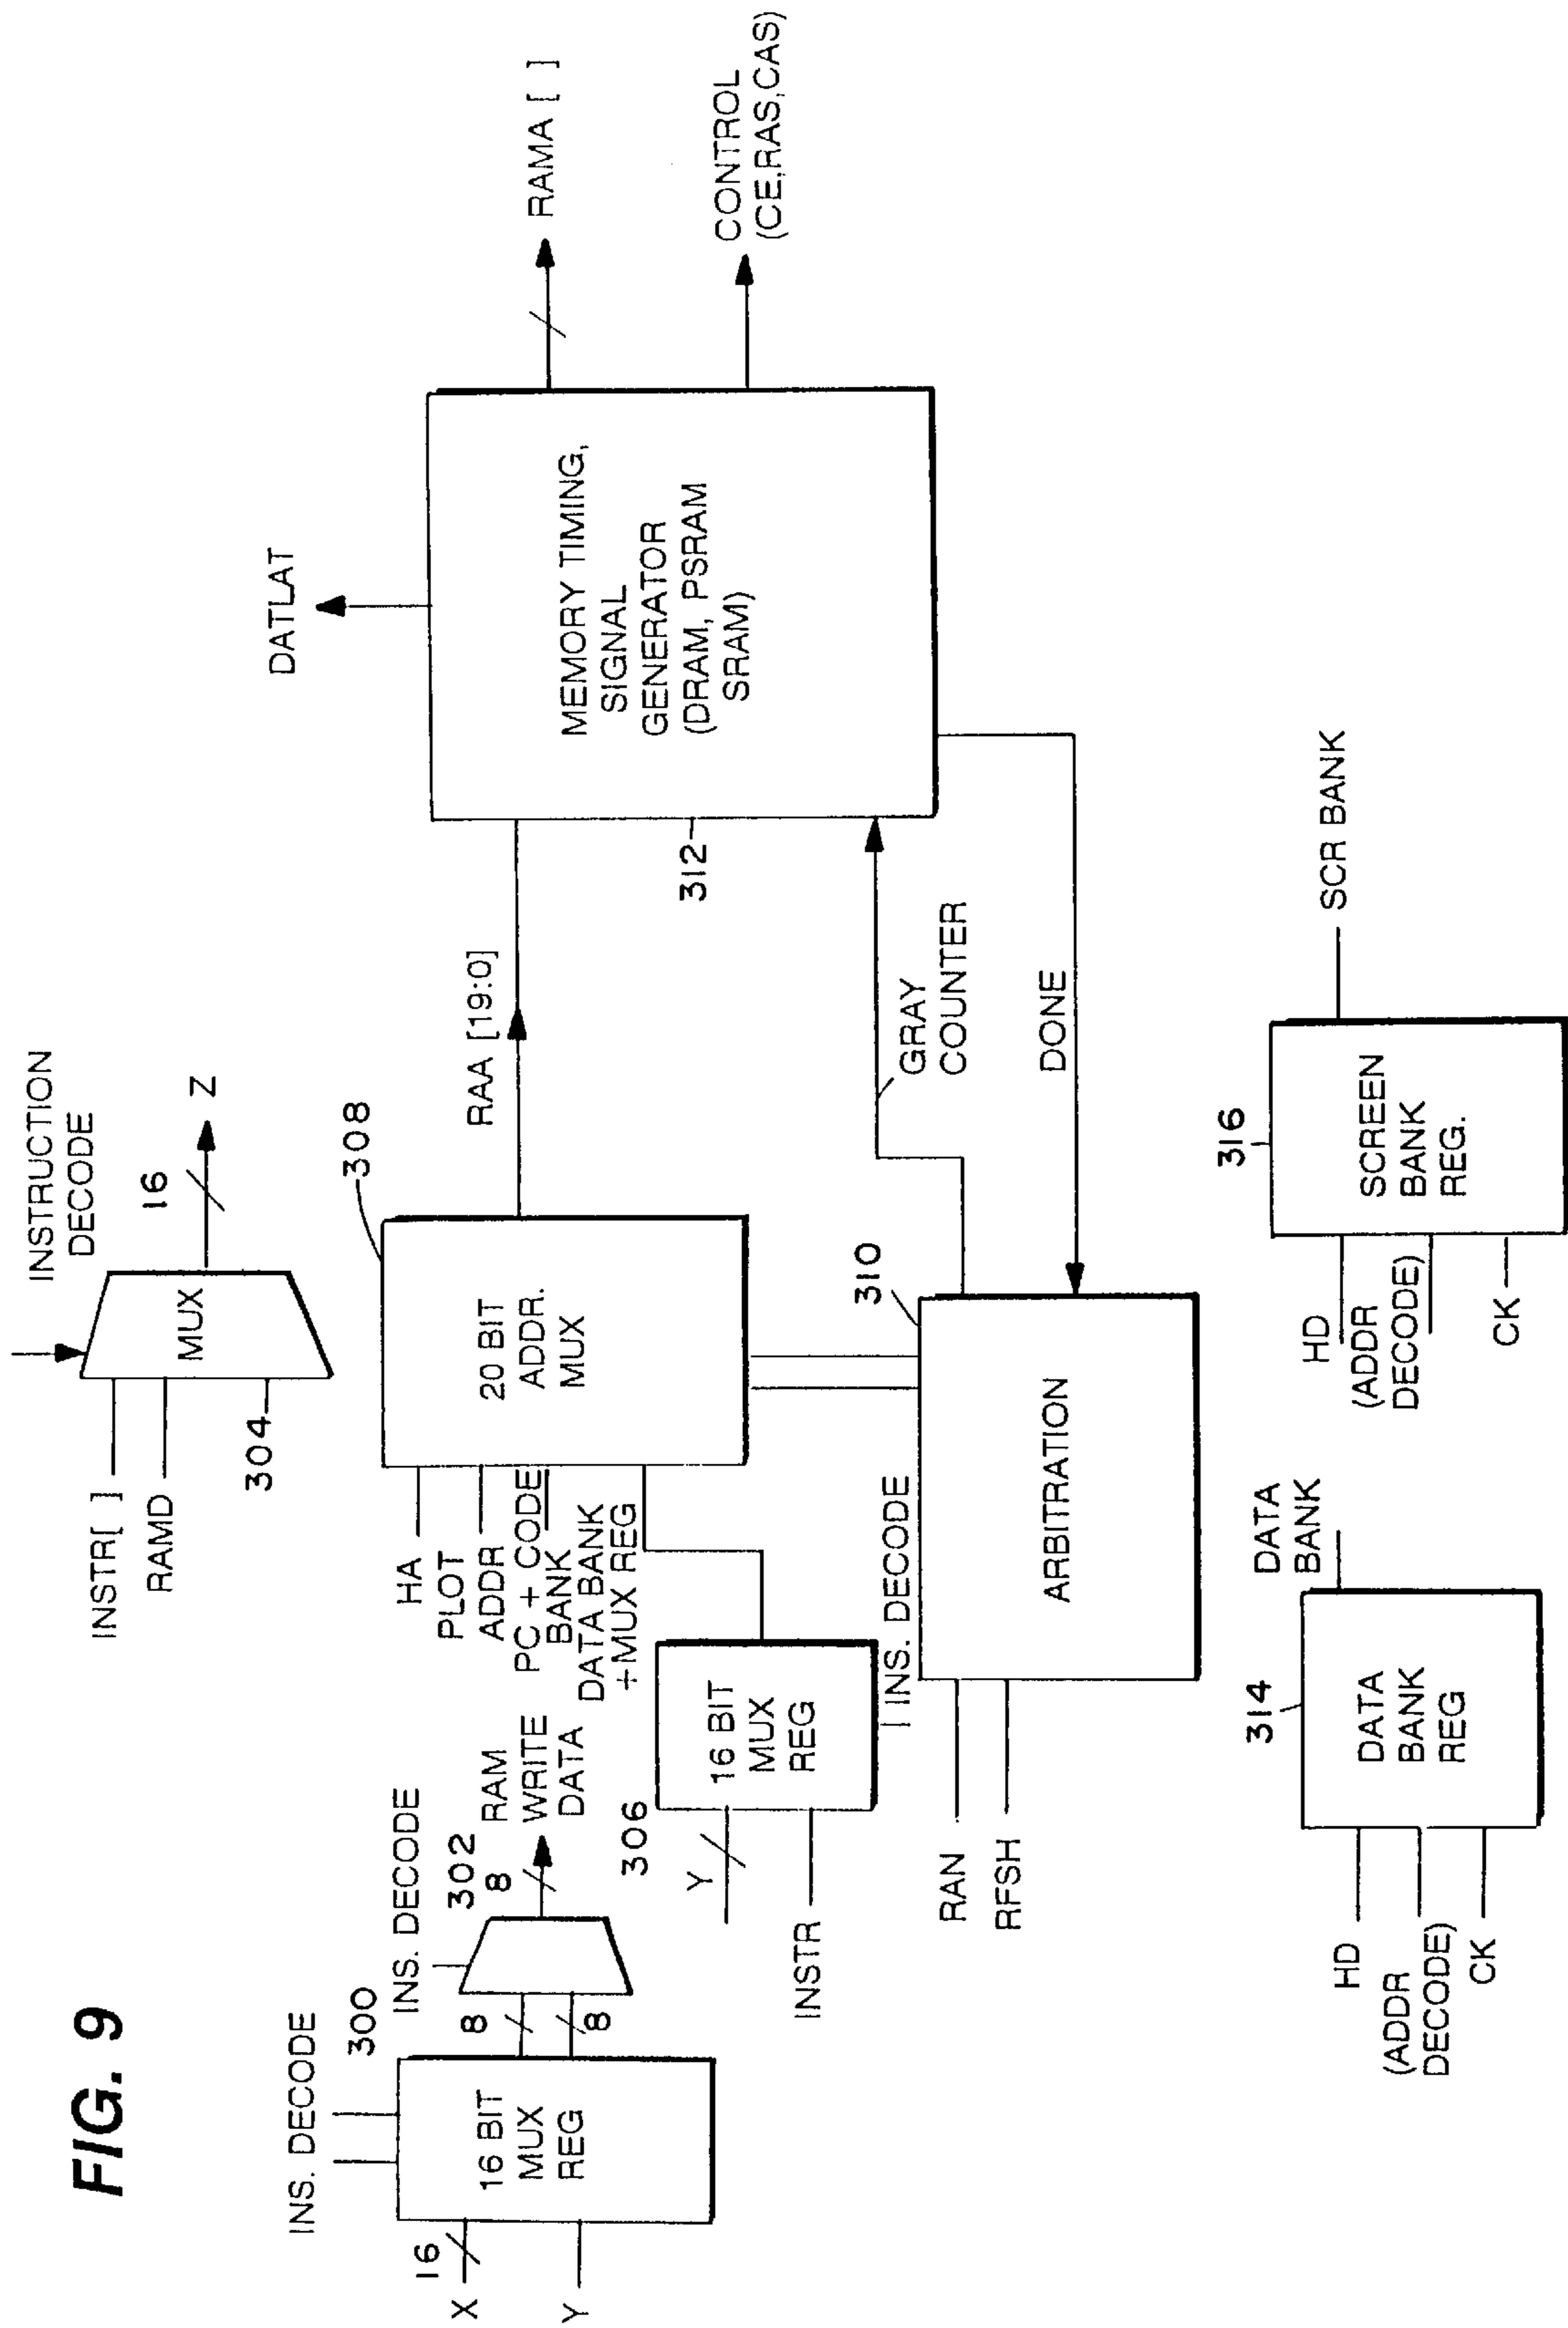 FIG. 9
INS. DECODE
300
X
16
Y
16 BIT
MUX
REG
8
8
INS. DECODE
302
8
RAM
WRITE
DATA
INSTR[ ]
RAMD
304
MUX
INSTRUCTION
DECODE
16
Z
306
Y
INSTR
16 BIT
MUX
REG
INS. DECODE
HA
PLOT
ADDR
PC + CODE
BANK
DATA BANK
+MUX REG
20 BIT
ADDR.
MUX
308
RAA [19:0]
RAN
RFSH
ARBITRATION
310
GRAY
COUNTER
DONE
312
MEMORY TIMING,
SIGNAL
GENERATOR
(DRAM, PSRAM
SRAM)
DATLAT
RAMA [ ]
CONTROL
(CE,RAS,CAS)
HD
(ADDR
DECODE)
CK
314
DATA
BANK
REG
DATA
BANK
HD
(ADDR
DECODE)
CK
316
SCREEN
BANK
REG.
SCR BANK